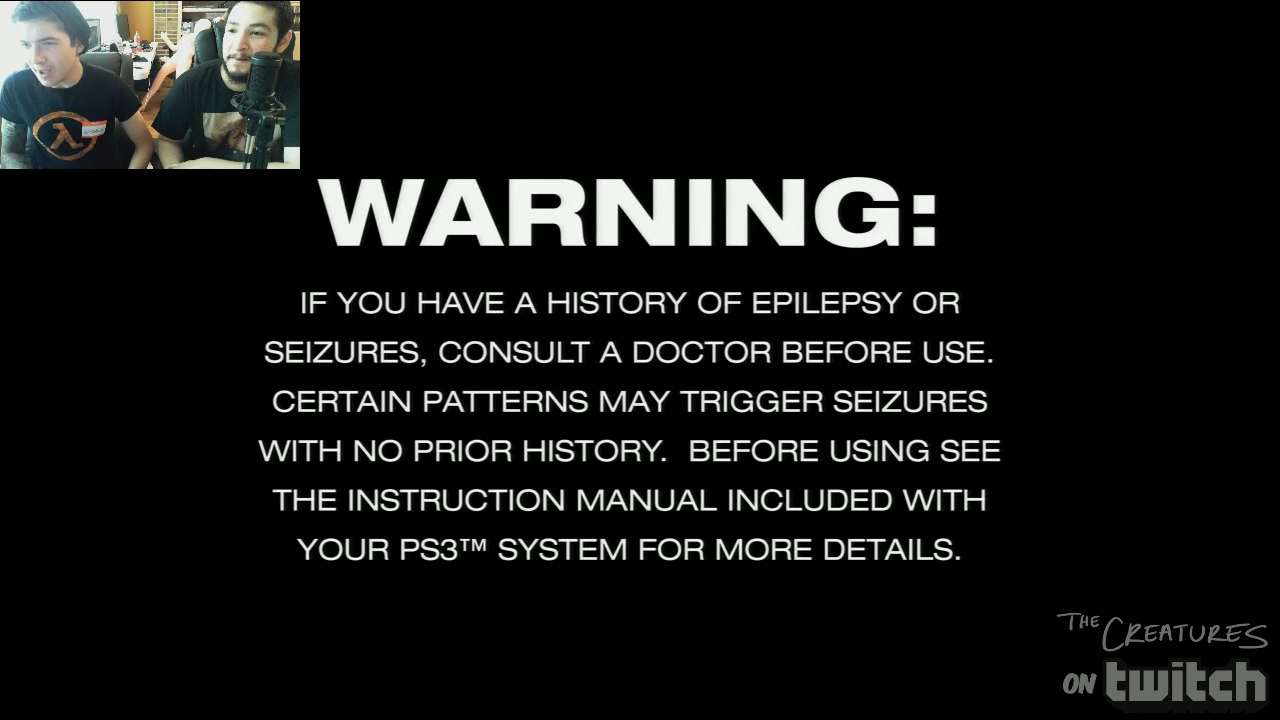 WARNING:
IF YOU HAVE A HISTORY OF EPILEPSY OR
SEIZURES, CONSULT A DOCTOR BEFORE USE.
CERTAIN PATTERNS MAY TRIGGER SEIZURES
WITH NO PRIOR HISTORY.  BEFORE USING SEE
THE INSTRUCTION MANUAL INCLUDED WITH
YOUR PS3™ SYSTEM FOR MORE DETAILS.
THE CREATURES
ON twitch